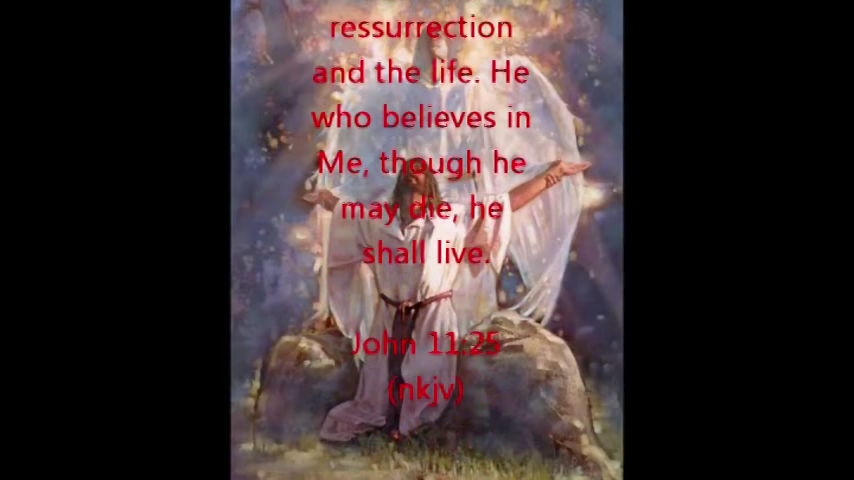 ressurrection
and the life. He
who believes in
Me, though he
may die, he
shall live.
John 11:25
(nkjv)